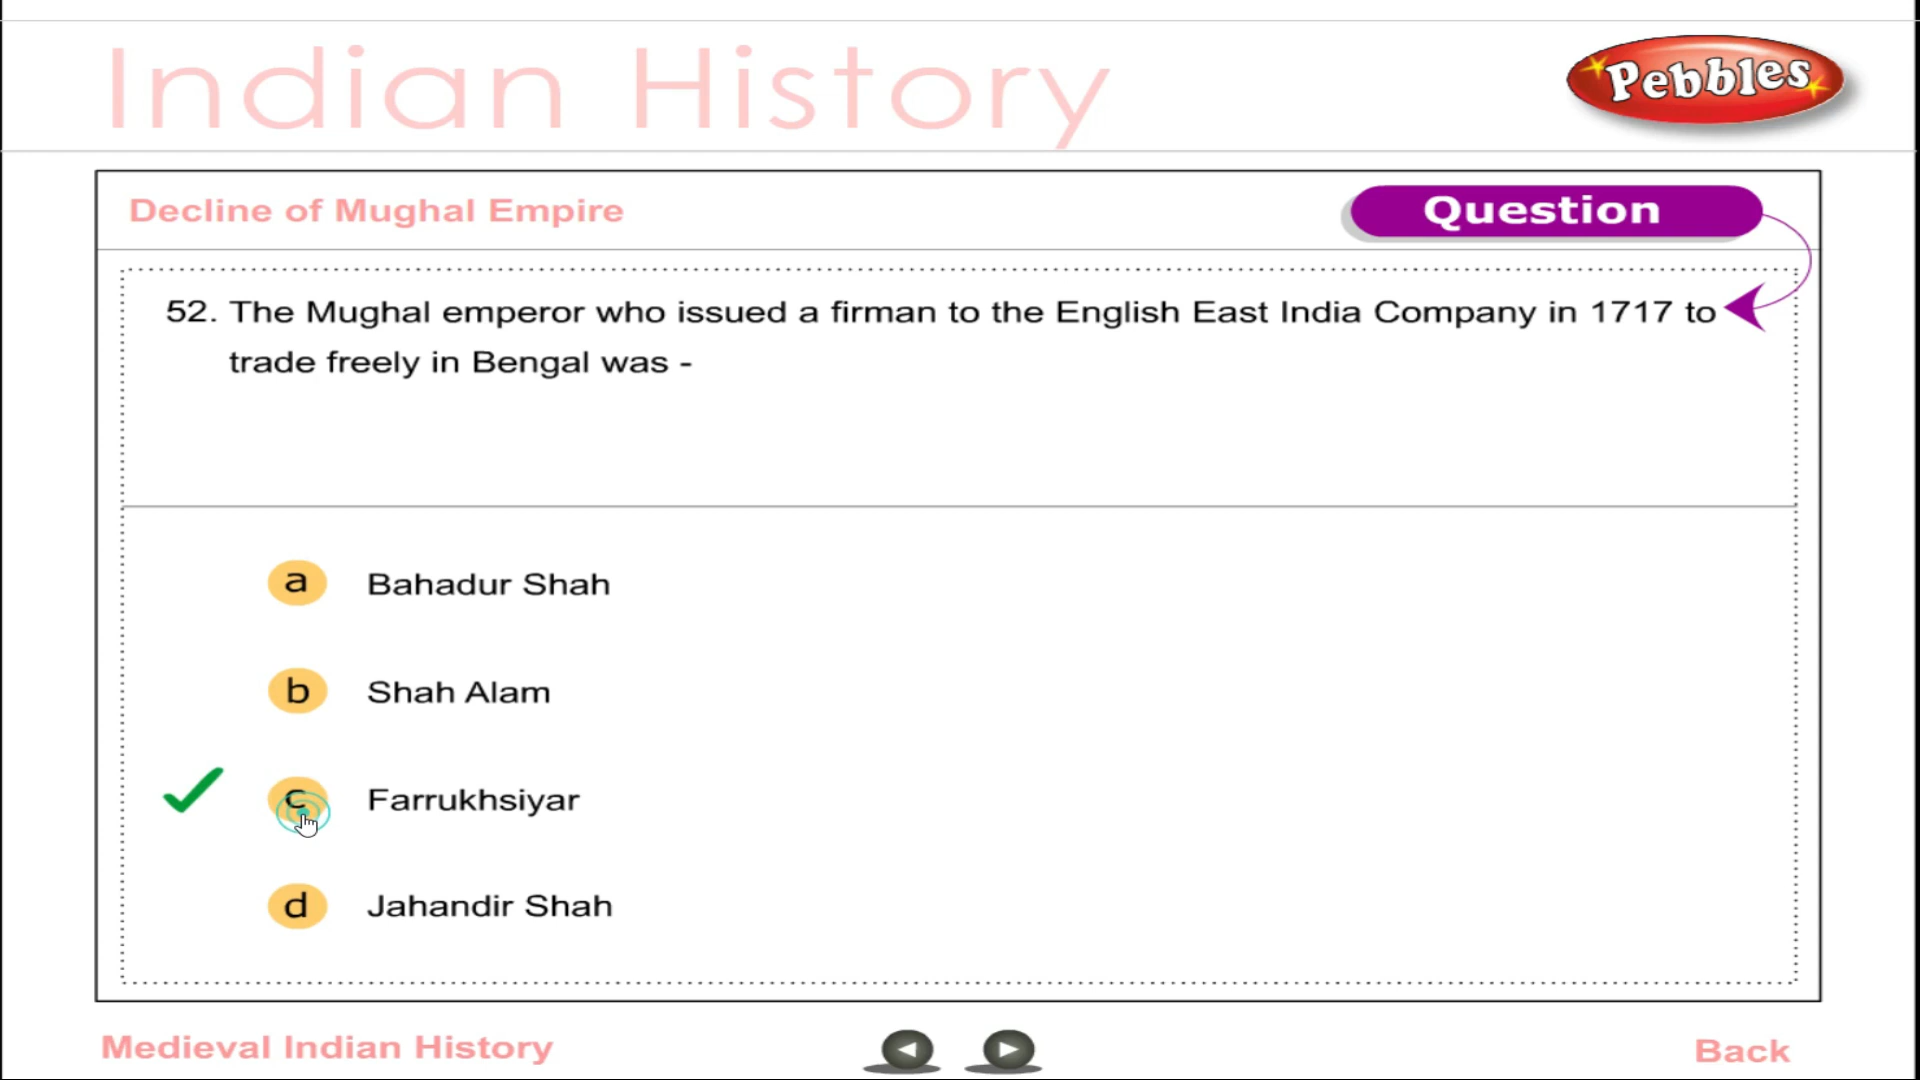 Indian History
Pebbles
Decline of Mughal Empire
Question
52. The Mughal emperor who issued a firman to the English East India Company in 1717 to
trade freely in Bengal was -
a Bahadur Shah
b Shah Alam
c Farrukhsiyar
d Jahandir Shah
Medieval Indian History
Back